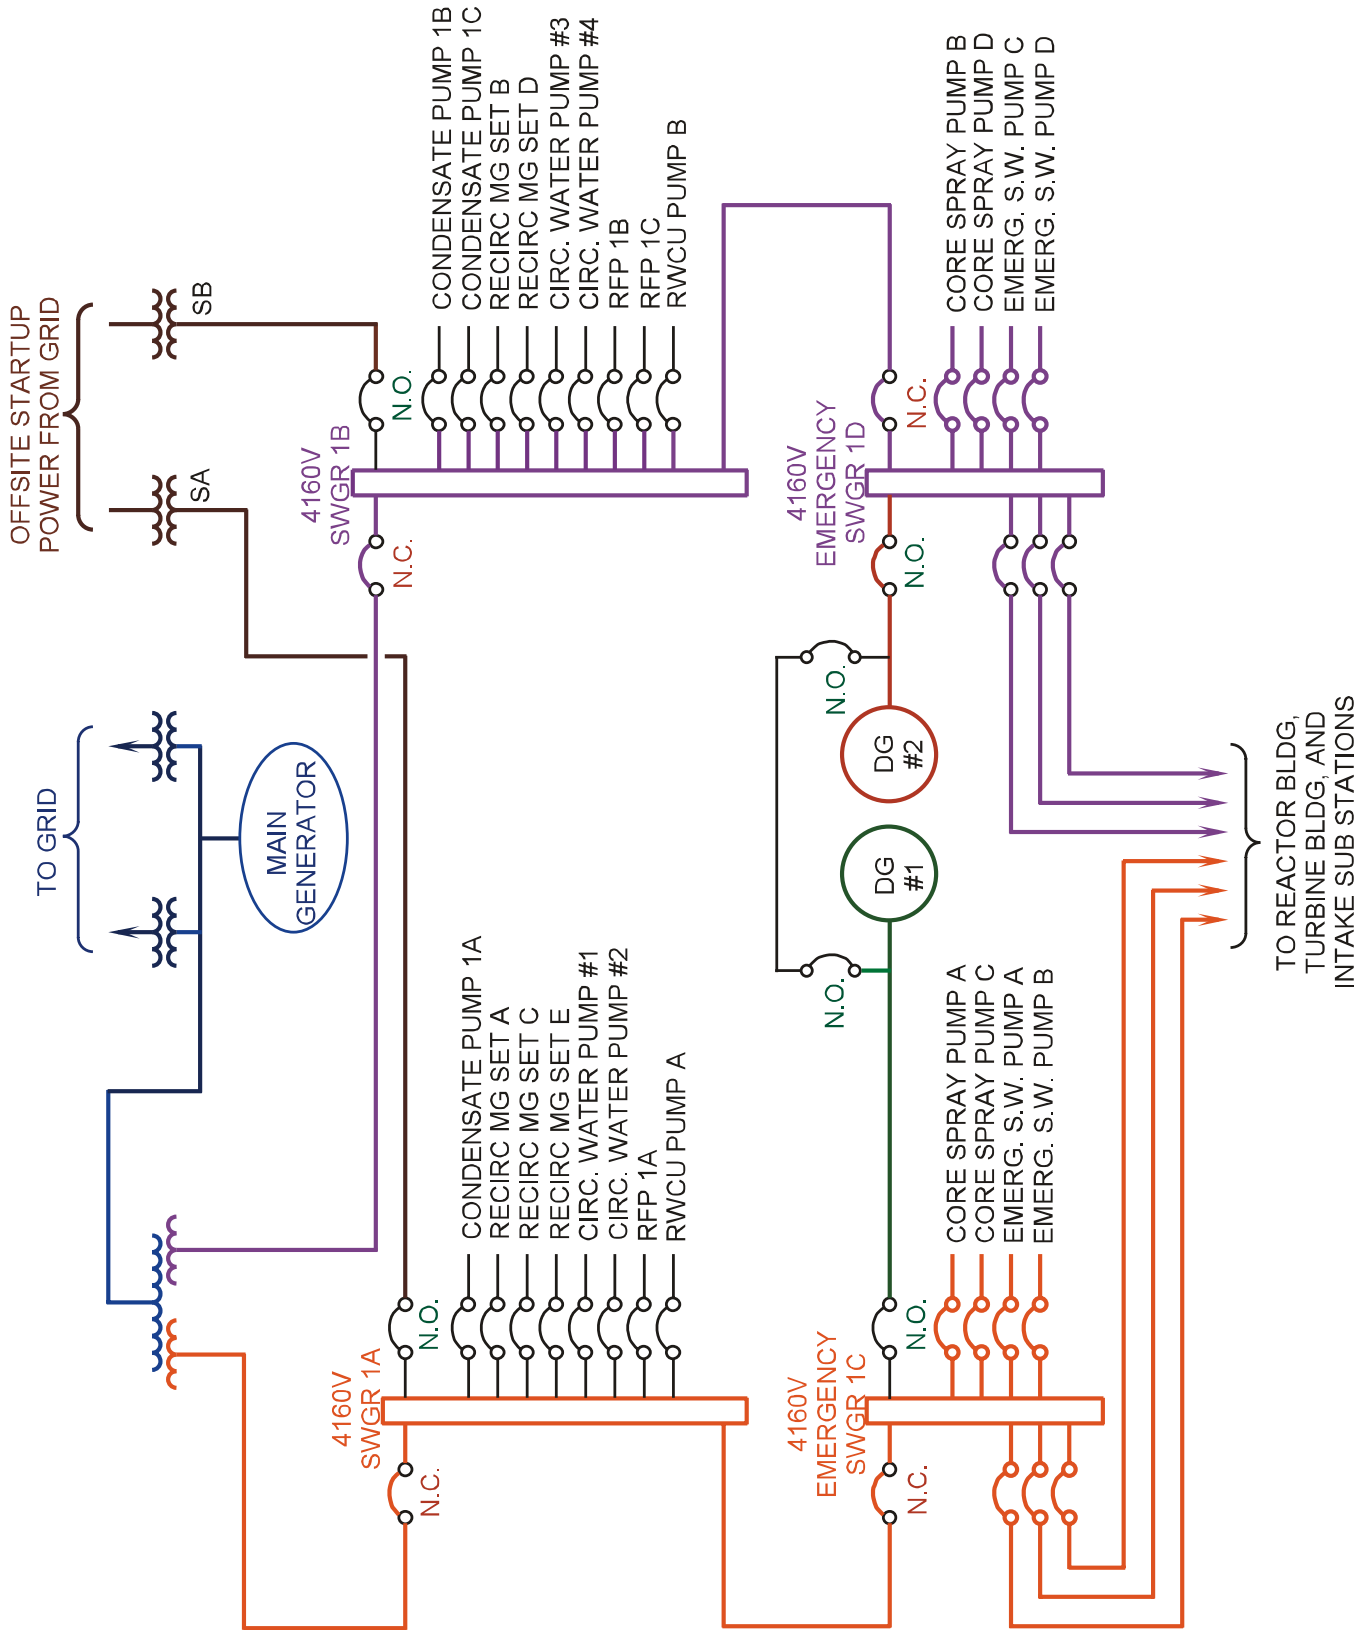 TO GRID
OFFSITE STARTUP
POWER FROM GRID
SA
SB
MAIN
GENERATOR
4160V
SWGR 1A
N.C.
N.O.
CONDENSATE PUMP 1A
RECIRC MG SET A
RECIRC MG SET C
RECIRC MG SET E
CIRC. WATER PUMP #1
CIRC. WATER PUMP #2
RFP 1A
RWCU PUMP A
4160V
SWGR 1B
N.C.
N.O.
CONDENSATE PUMP 1B
CONDENSATE PUMP 1C
RECIRC MG SET B
RECIRC MG SET D
CIRC. WATER PUMP #3
CIRC. WATER PUMP #4
RFP 1B
RFP 1C
RWCU PUMP B
4160V
EMERGENCY
SWGR 1C
N.C.
N.O.
N.O.
DG
#1
DG
#2
N.O.
N.O.
4160V
EMERGENCY
SWGR 1D
N.C.
CORE SPRAY PUMP A
CORE SPRAY PUMP C
EMERG. S.W. PUMP A
EMERG. S.W. PUMP B
CORE SPRAY PUMP B
CORE SPRAY PUMP D
EMERG. S.W. PUMP C
EMERG. S.W. PUMP D
TO REACTOR BLDG,
TURBINE BLDG, AND
INTAKE SUB STATIONS